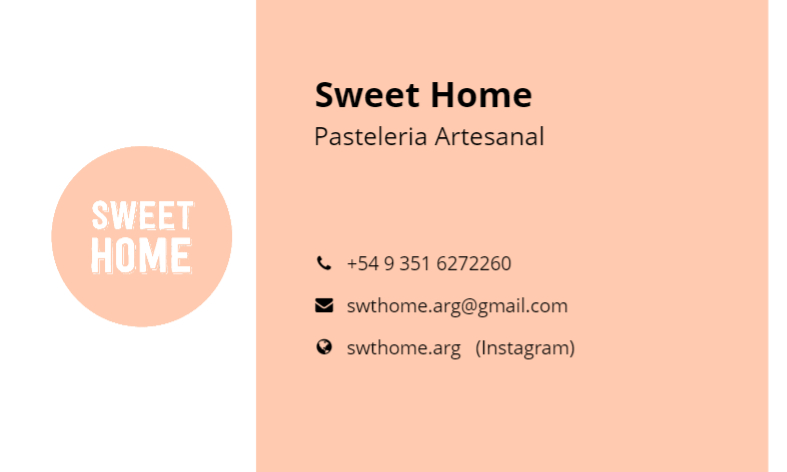 SWEET
HOME
Sweet Home
Pasteleria Artesanal
+54 9 351 6272260
swthome.arg@gmail.com
swthome.arg (Instagram)